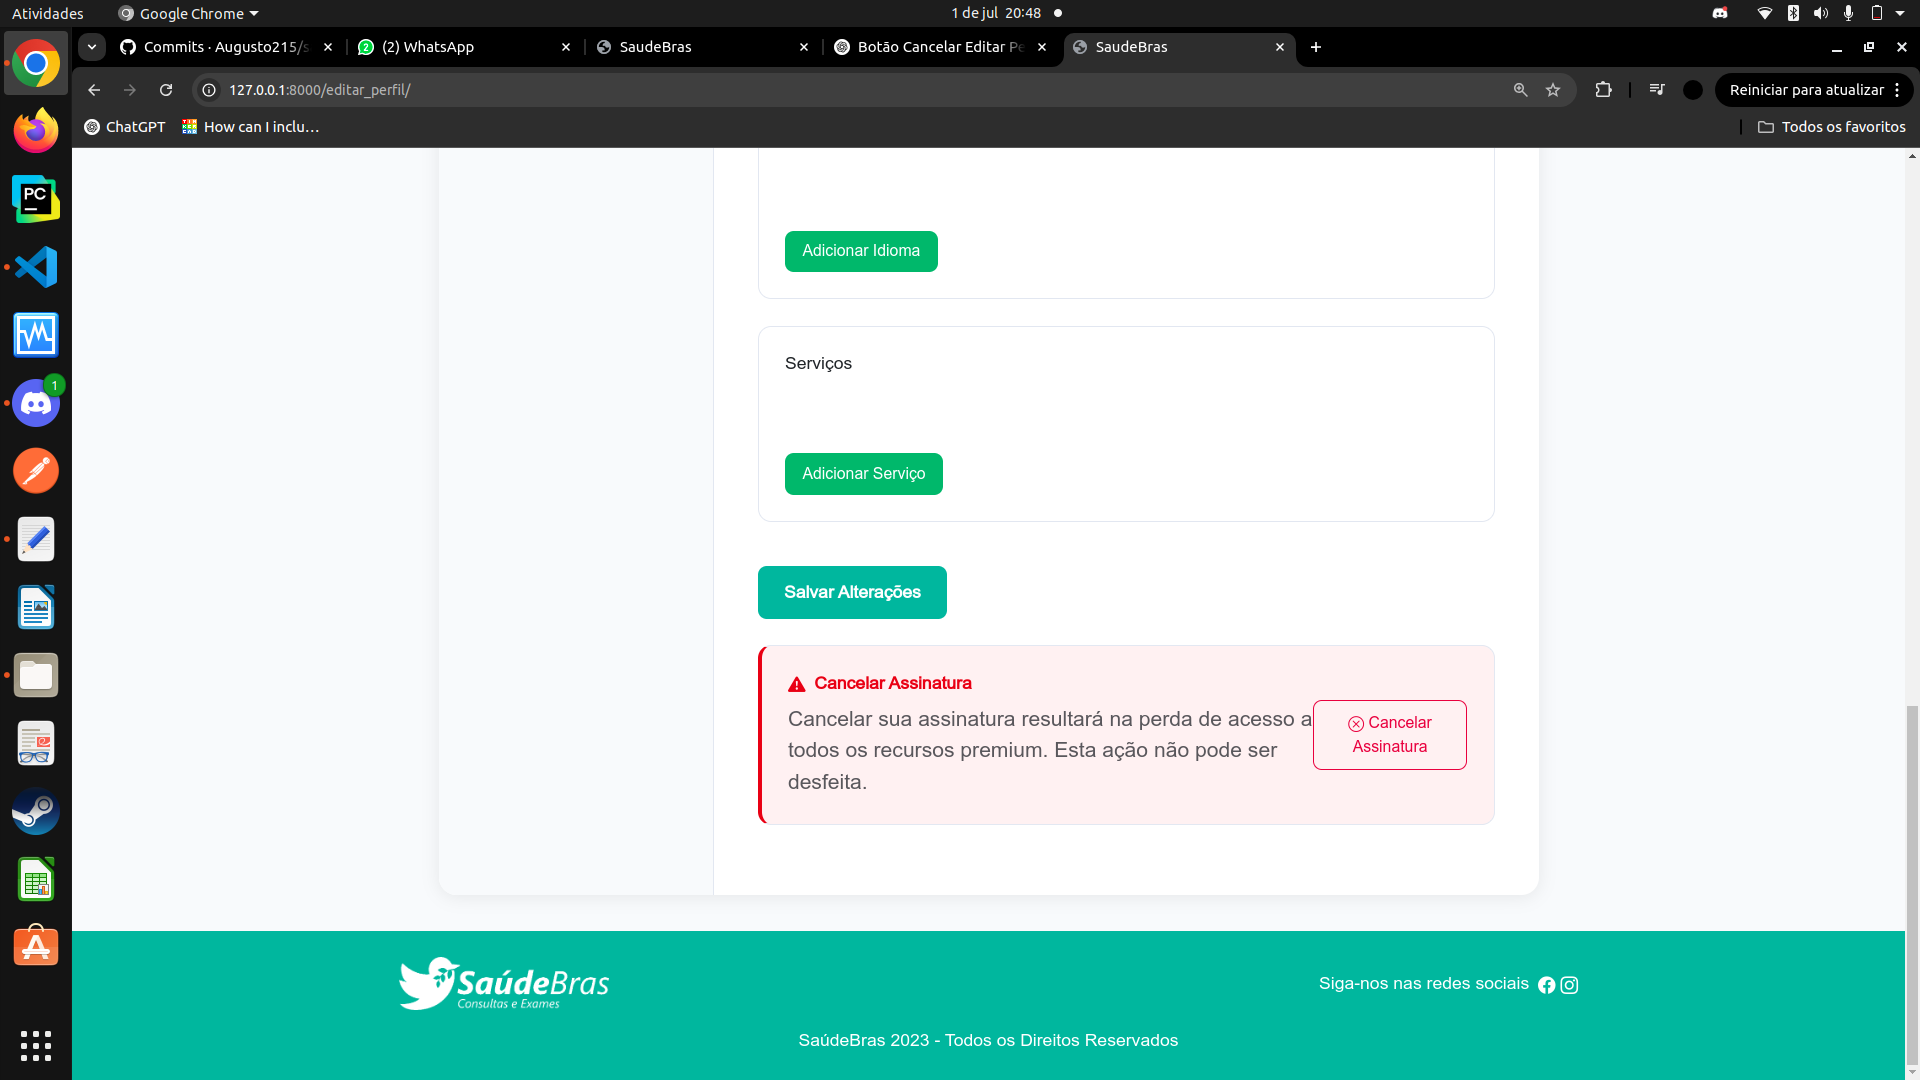 Atividades
Google Chrome
1 de jul 20:48
Commits · Augusto215/s
(2) WhatsApp
SaudeBras
Botão Cancelar Editar Pe
SaudeBras
127.0.0.1:8000/editar_perfil/
Reiniciar para atualizar
ChatGPT
How can I inclu…
Todos os favoritos
PC
1
Adicionar Idioma
Serviços
Adicionar Serviço
Salvar Alterações
Cancelar Assinatura
Cancelar sua assinatura resultará na perda de acesso a
todos os recursos premium. Esta ação não pode ser
desfeita.
Cancelar
Assinatura
SaúdeBras
Consultas e Exames
Siga-nos nas redes sociais
SaúdeBras 2023 - Todos os Direitos Reservados